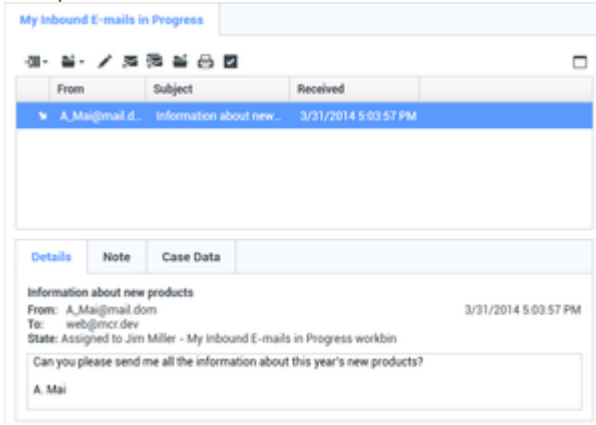 My Inbound E-mails in Progress
From Subject Received
A_Mai@mail.d... Information about new... 3/31/2014 5:03:57 PM
Details Note Case Data
Information about new products
From: A_Mai@mail.dom 3/31/2014 5:03:57 PM
To: web@mcr.dev
State: Assigned to Jim Miller - My Inbound E-mails in Progress workbin
Can you please send me all the information about this year's new products?
A. Mai